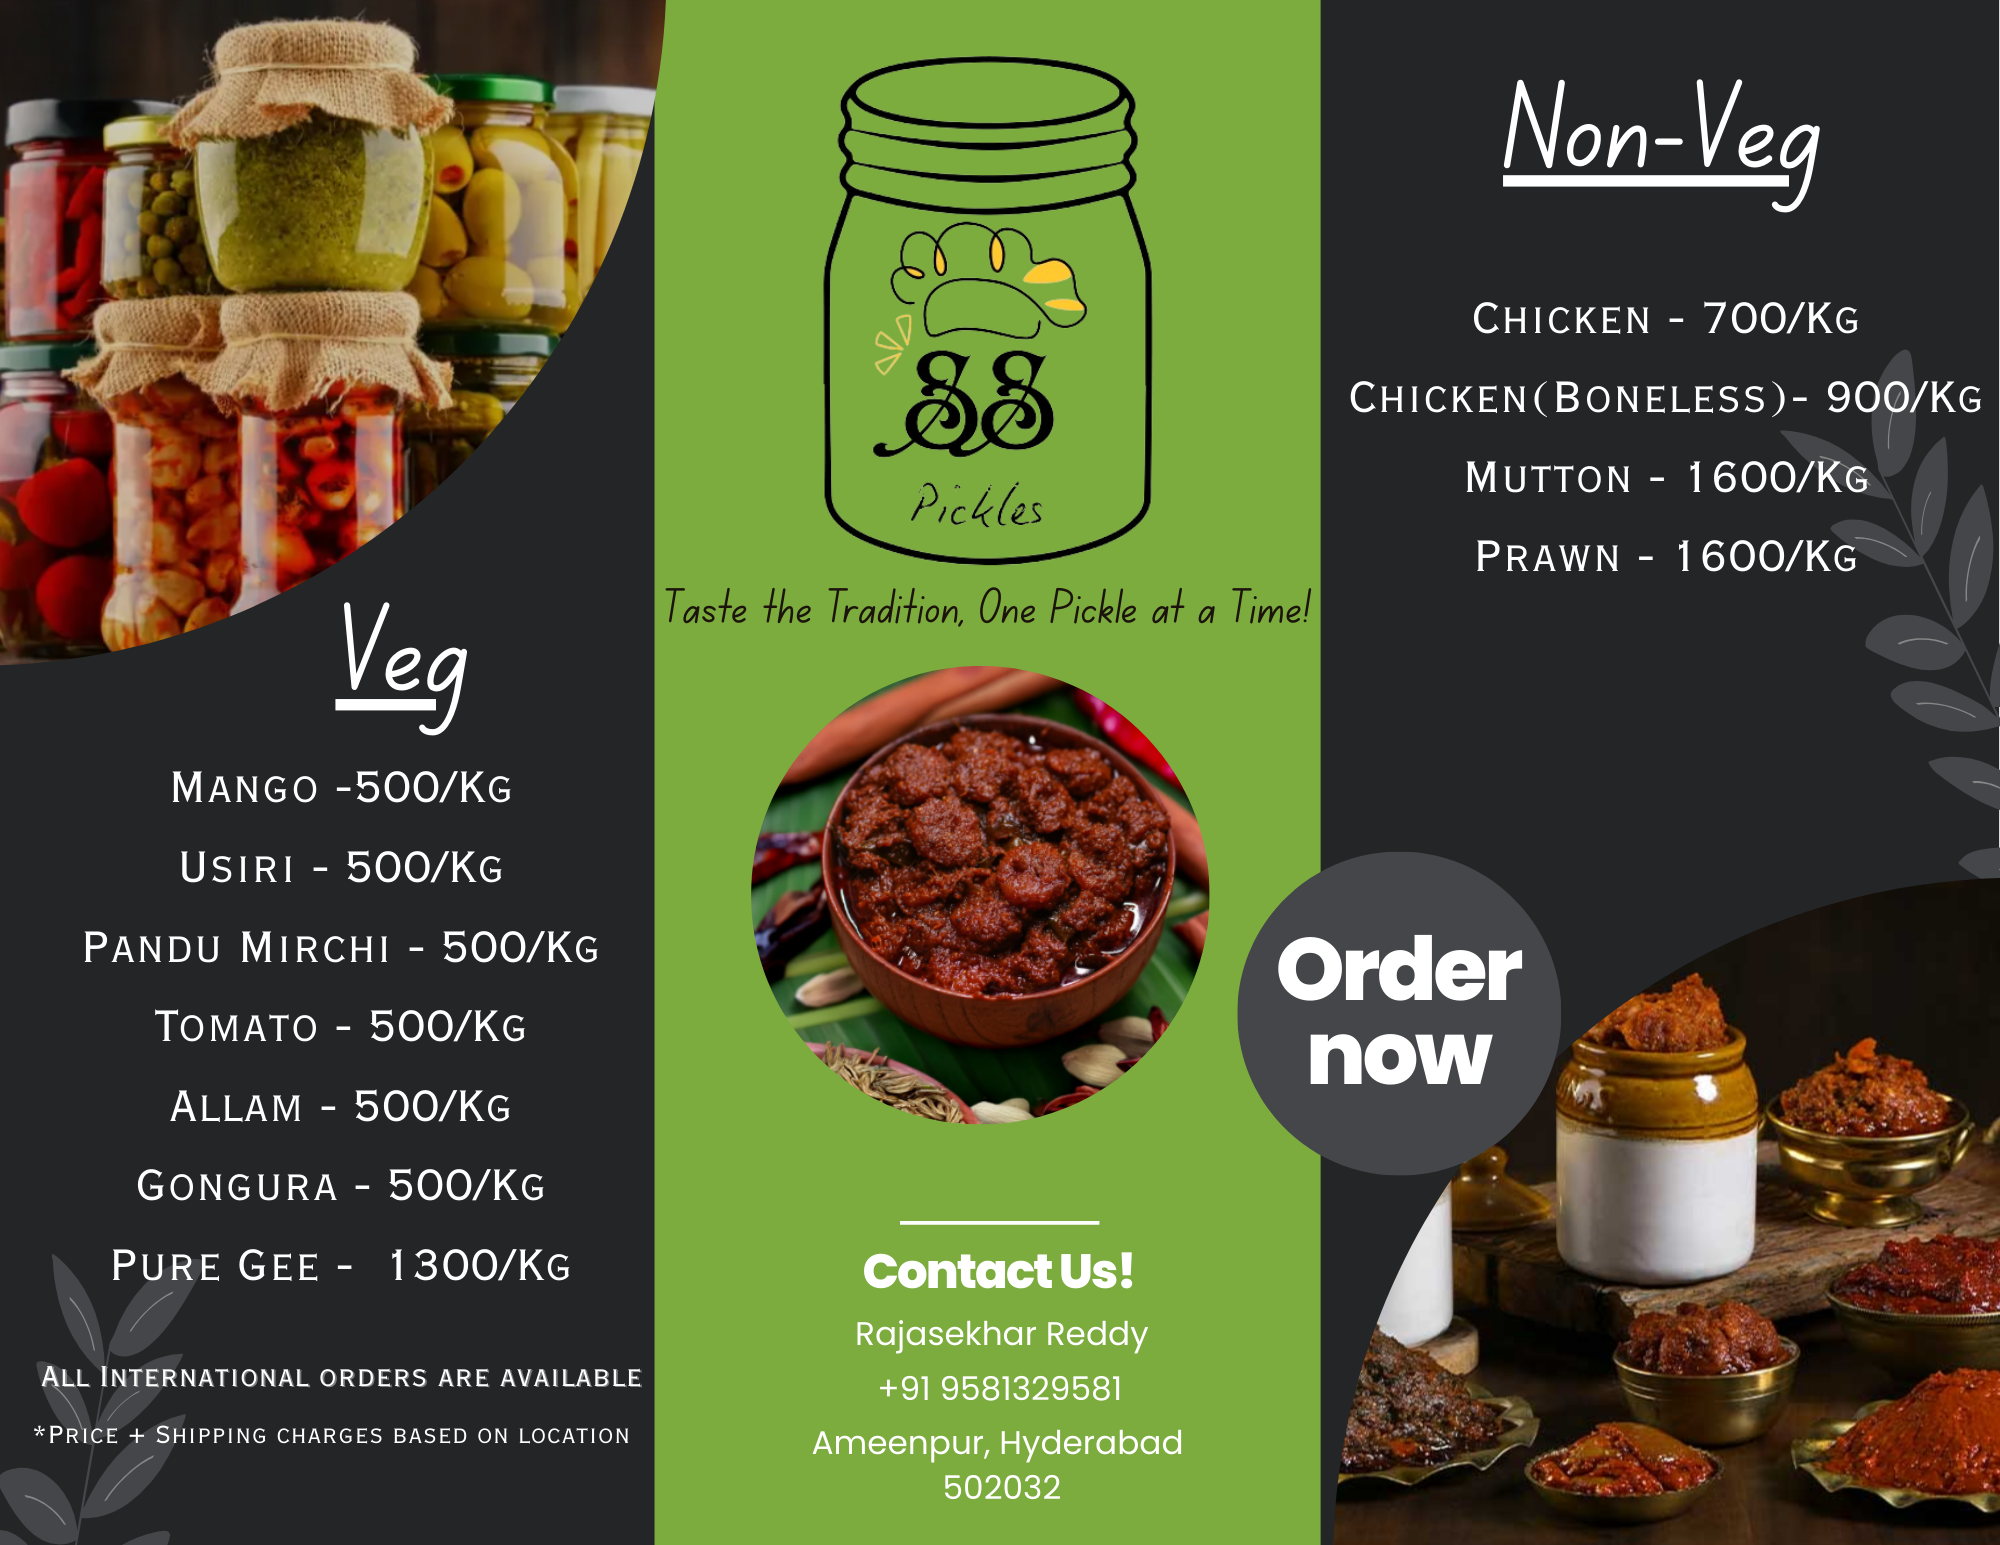 Veg
Mango -500/Kg
Usiri - 500/Kg
Pandu Mirchi - 500/Kg
Tomato - 500/Kg
Allam - 500/Kg
Gongura - 500/Kg
Pure Gee - 1300/Kg
All International orders are available
*Price + Shipping charges based on location
SS
Pickles
Taste the Tradition, One Pickle at a Time!
Contact Us!
Rajasekhar Reddy
+91 9581329581
Ameenpur, Hyderabad
502032
Non-Veg
Chicken - 700/Kg
Chicken(Boneless)- 900/Kg
Mutton - 1600/Kg
Prawn - 1600/Kg
Order
now